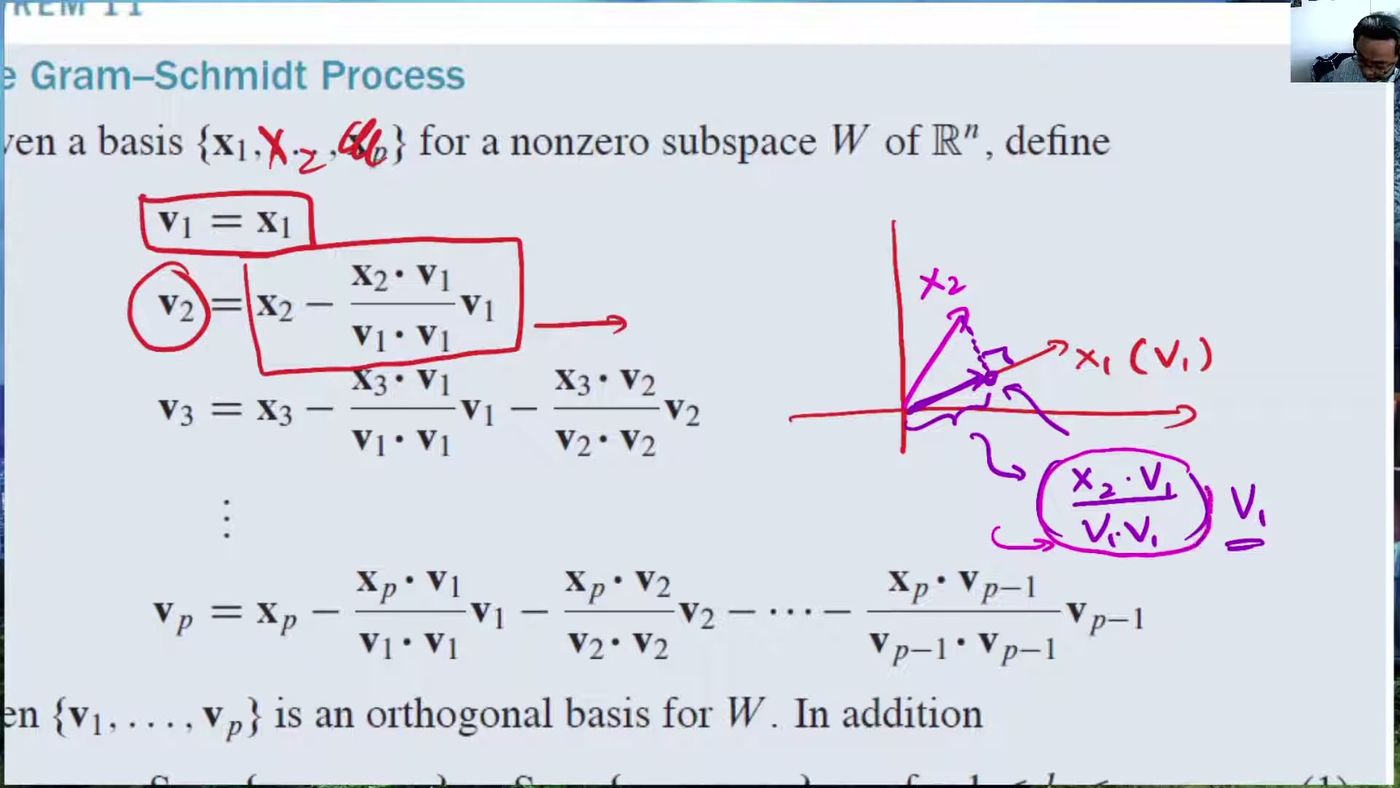 REM 11
e Gram–Schmidt Process
ven a basis {x₁, x₂ ..., xₚ} for a nonzero subspace W of ℝⁿ, define
v₁ = x₁
v₂ = x₂ − (x₂ · v₁)/(v₁ · v₁) v₁
v₃ = x₃ − (x₃ · v₁)/(v₁ · v₁) v₁ − (x₃ · v₂)/(v₂ · v₂) v₂
⋮
vₚ = xₚ − (xₚ · v₁)/(v₁ · v₁) v₁ − (xₚ · v₂)/(v₂ · v₂) v₂ − ··· − (xₚ · vₚ₋₁)/(vₚ₋₁ · vₚ₋₁) vₚ₋₁
en {v₁, ..., vₚ} is an orthogonal basis for W. In addition
x₂
x₁ (v₁)
(x₂ · v₁)/(v₁ · v₁) v₁